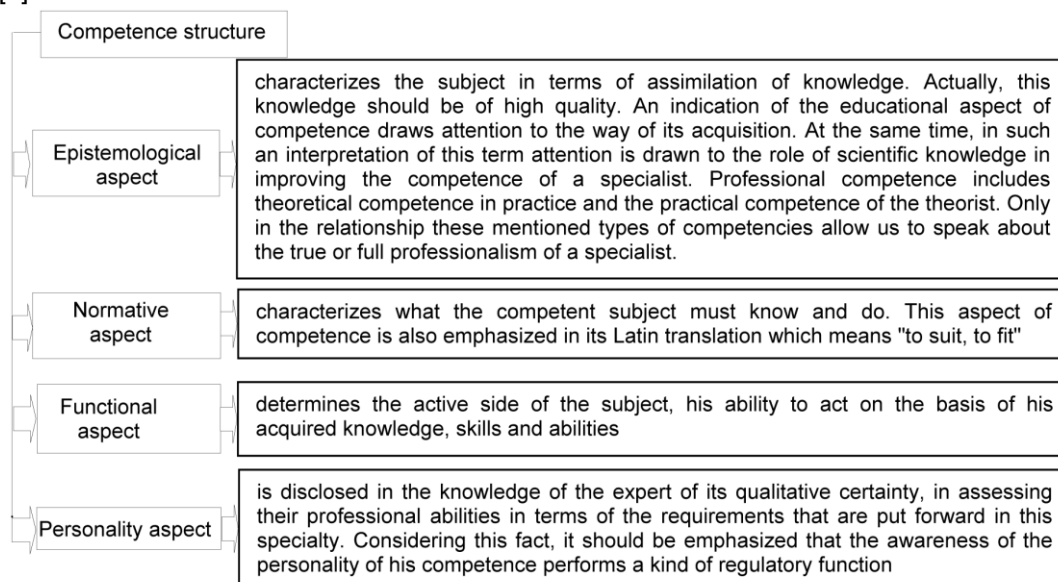 Competence structure
characterizes the subject in terms of assimilation of knowledge. Actually, this
knowledge should be of high quality. An indication of the educational aspect of
competence draws attention to the way of its acquisition. At the same time, in such
an interpretation of this term attention is drawn to the role of scientific knowledge in
improving the competence of a specialist. Professional competence includes
theoretical competence in practice and the practical competence of the theorist. Only
in the relationship these mentioned types of competencies allow us to speak about
the true or full professionalism of a specialist.
Epistemological
aspect
Normative
aspect
characterizes what the competent subject must know and do. This aspect of
competence is also emphasized in its Latin translation which means "to suit, to fit"
Functional
aspect
determines the active side of the subject, his ability to act on the basis of his
acquired knowledge, skills and abilities
Personality aspect
is disclosed in the knowledge of the expert of its qualitative certainty, in assessing
their professional abilities in terms of the requirements that are put forward in this
specialty. Considering this fact, it should be emphasized that the awareness of the
personality of his competence performs a kind of regulatory function